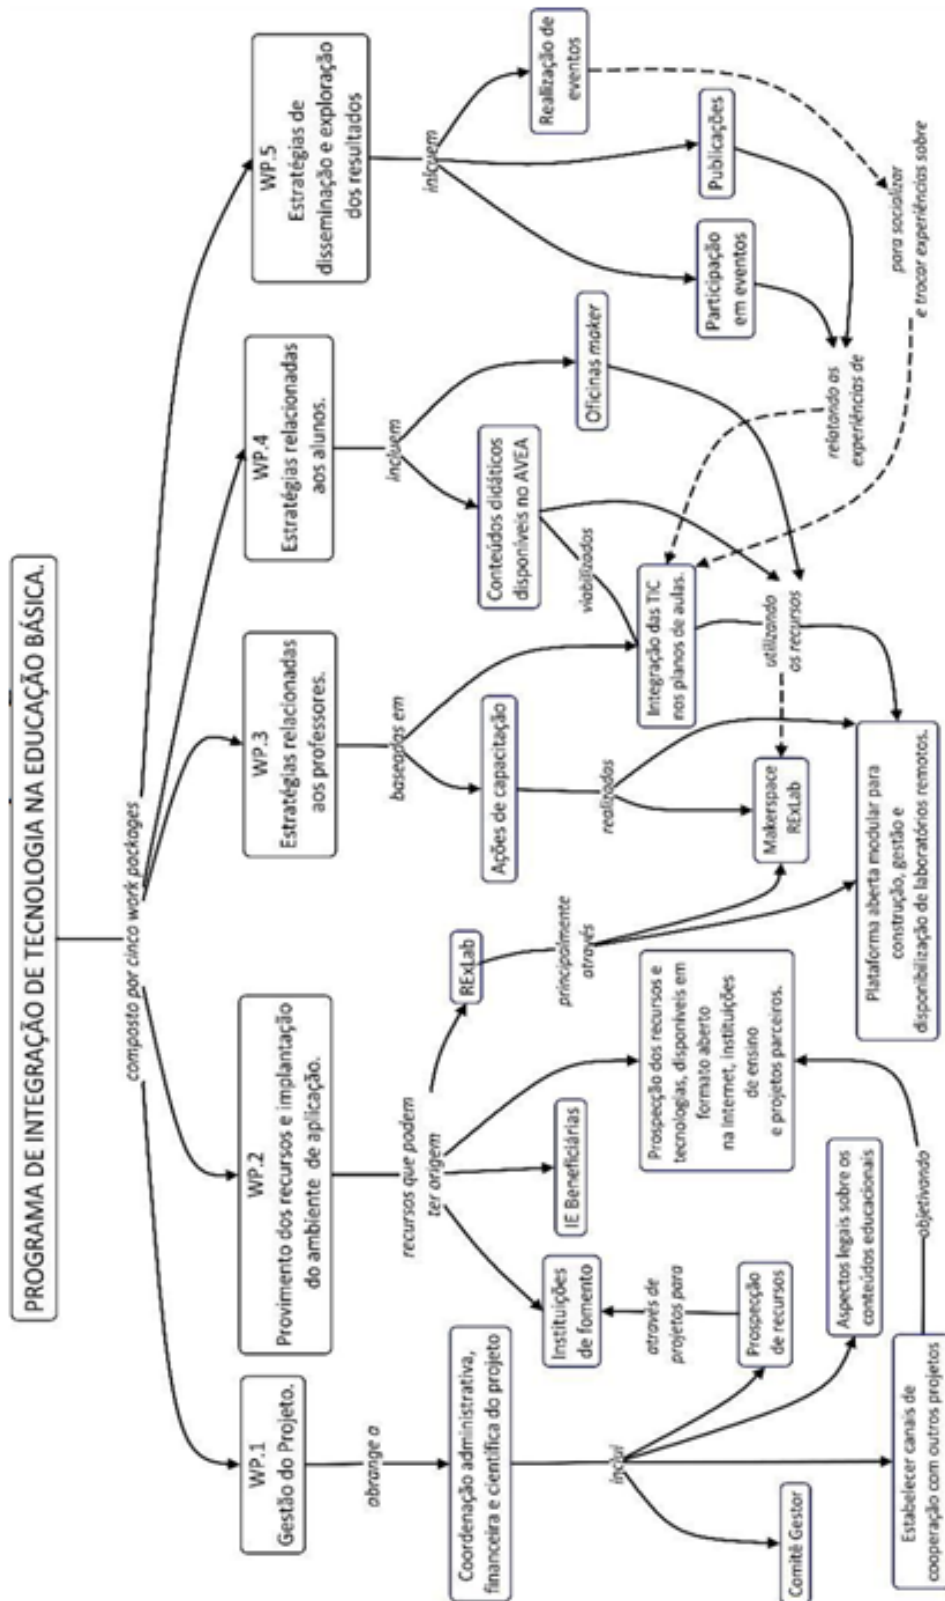 PROGRAMA DE INTEGRAÇÃO DE TECNOLOGIA NA EDUCAÇÃO BÁSICA.
composto por cinco work packages
WP.1
Gestão do Projeto.
WP.2
Provimento dos recursos e implantação
do ambiente de aplicação.
WP.3
Estratégias relacionadas
aos professores.
WP.4
Estratégias relacionadas
aos alunos.
WP.5
Estratégias de
disseminação e exploração
dos resultados
abrange a
Coordenação administrativa,
financeira e científica do projeto
inclui
Comitê Gestor
Estabelecer canais de
cooperação com outros projetos
Aspectos legais sobre os
conteúdos educacionais
Prospecção
de recursos
através de
projetos para
objetivando
recursos que podem
ter origem
Instituições
de fomento
IE Beneficiárias
Prospecção dos recursos e
tecnologias, disponíveis em
formato aberto
na Internet, instituições
de ensino
e projetos parceiros.
RExLab
principalmente
através
baseadas em
Ações de capacitação
realizadas
Makerspace
RExLab
Plataforma aberta modular para
construção, gestão e
disponibilização de laboratórios remotos.
Integração das TIC
nos planos de aulas.
viabilizados
utilizando
os recursos
incluem
Conteúdos didáticos
disponíveis no AVEA
Oficinas maker
inlcuem
Participação
em eventos
Publicações
Realização de
eventos
relatando as
experiências de
para socializar
e trocar experiências sobre